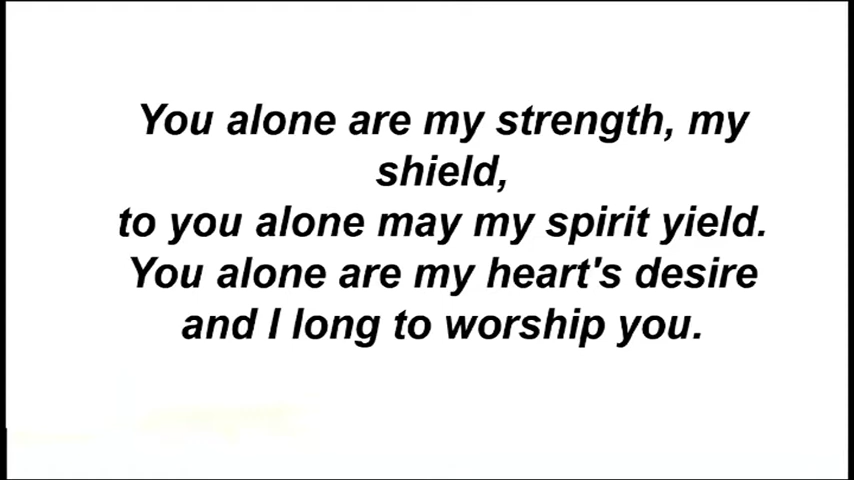 You alone are my strength, my
shield,
to you alone may my spirit yield.
You alone are my heart's desire
and I long to worship you.